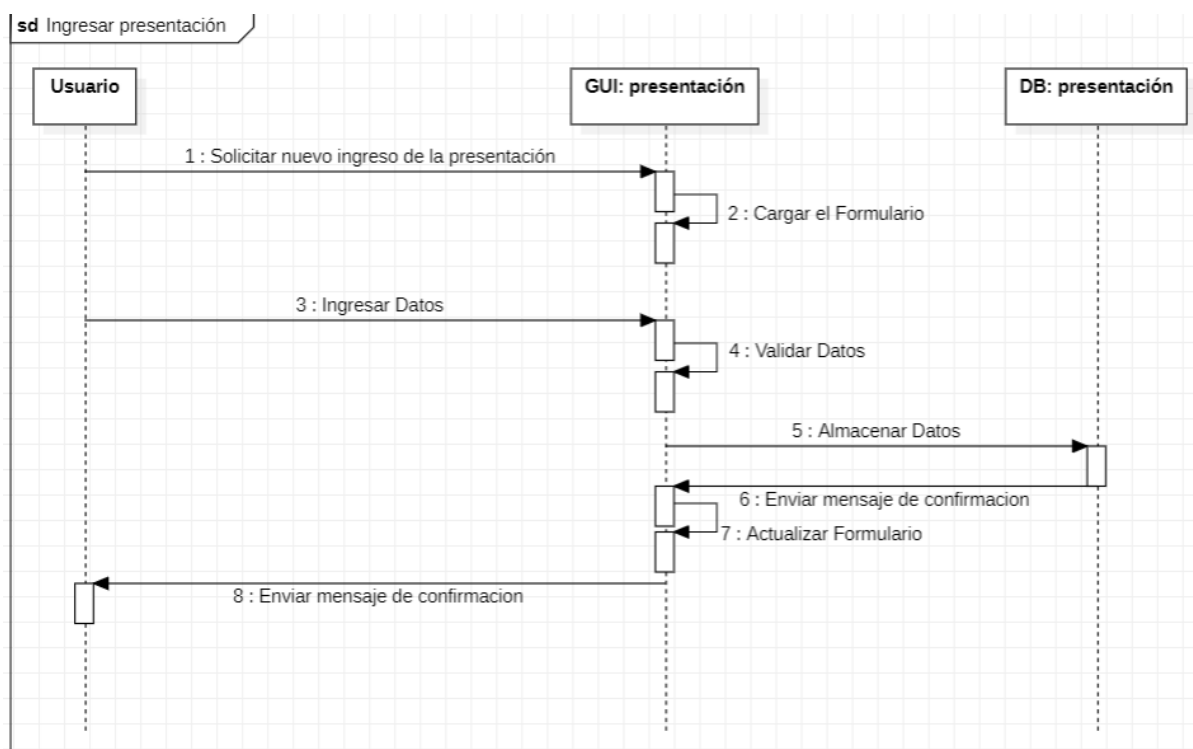 sd Ingresar presentación
Usuario
GUI: presentación
DB: presentación
1 : Solicitar nuevo ingreso de la presentación
2 : Cargar el Formulario
3 : Ingresar Datos
4 : Validar Datos
5 : Almacenar Datos
6 : Enviar mensaje de confirmacion
7 : Actualizar Formulario
8 : Enviar mensaje de confirmacion